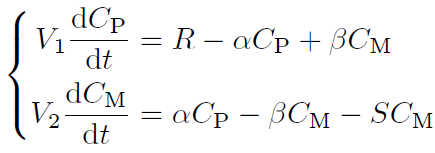 V₁ dC_P/dt = R − αC_P + βC_M
V₂ dC_M/dt = αC_P − βC_M − SC_M